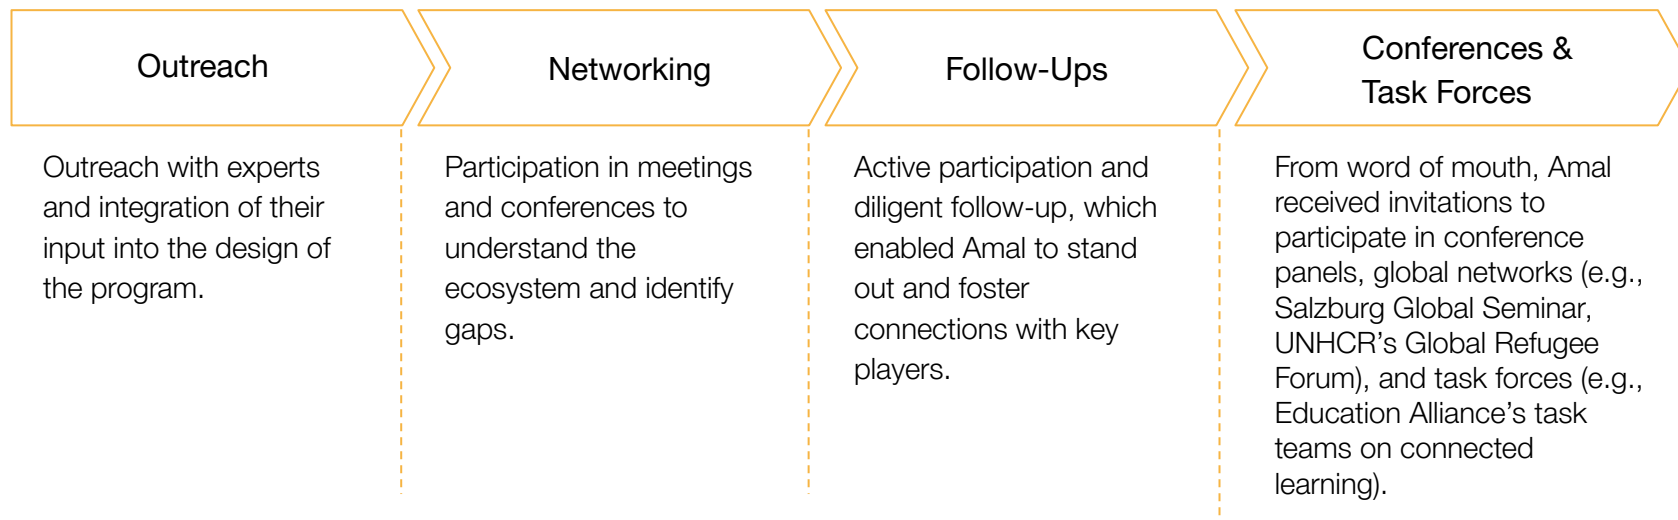 Outreach
Outreach with experts
and integration of their
input into the design of
the program.
Networking
Participation in meetings
and conferences to
understand the
ecosystem and identify
gaps.
Follow-Ups
Active participation and
diligent follow-up, which
enabled Amal to stand
out and foster
connections with key
players.
Conferences &
Task Forces
From word of mouth, Amal
received invitations to
participate in conference
panels, global networks (e.g.,
Salzburg Global Seminar,
UNHCR’s Global Refugee
Forum), and task forces (e.g.,
Education Alliance’s task
teams on connected
learning).